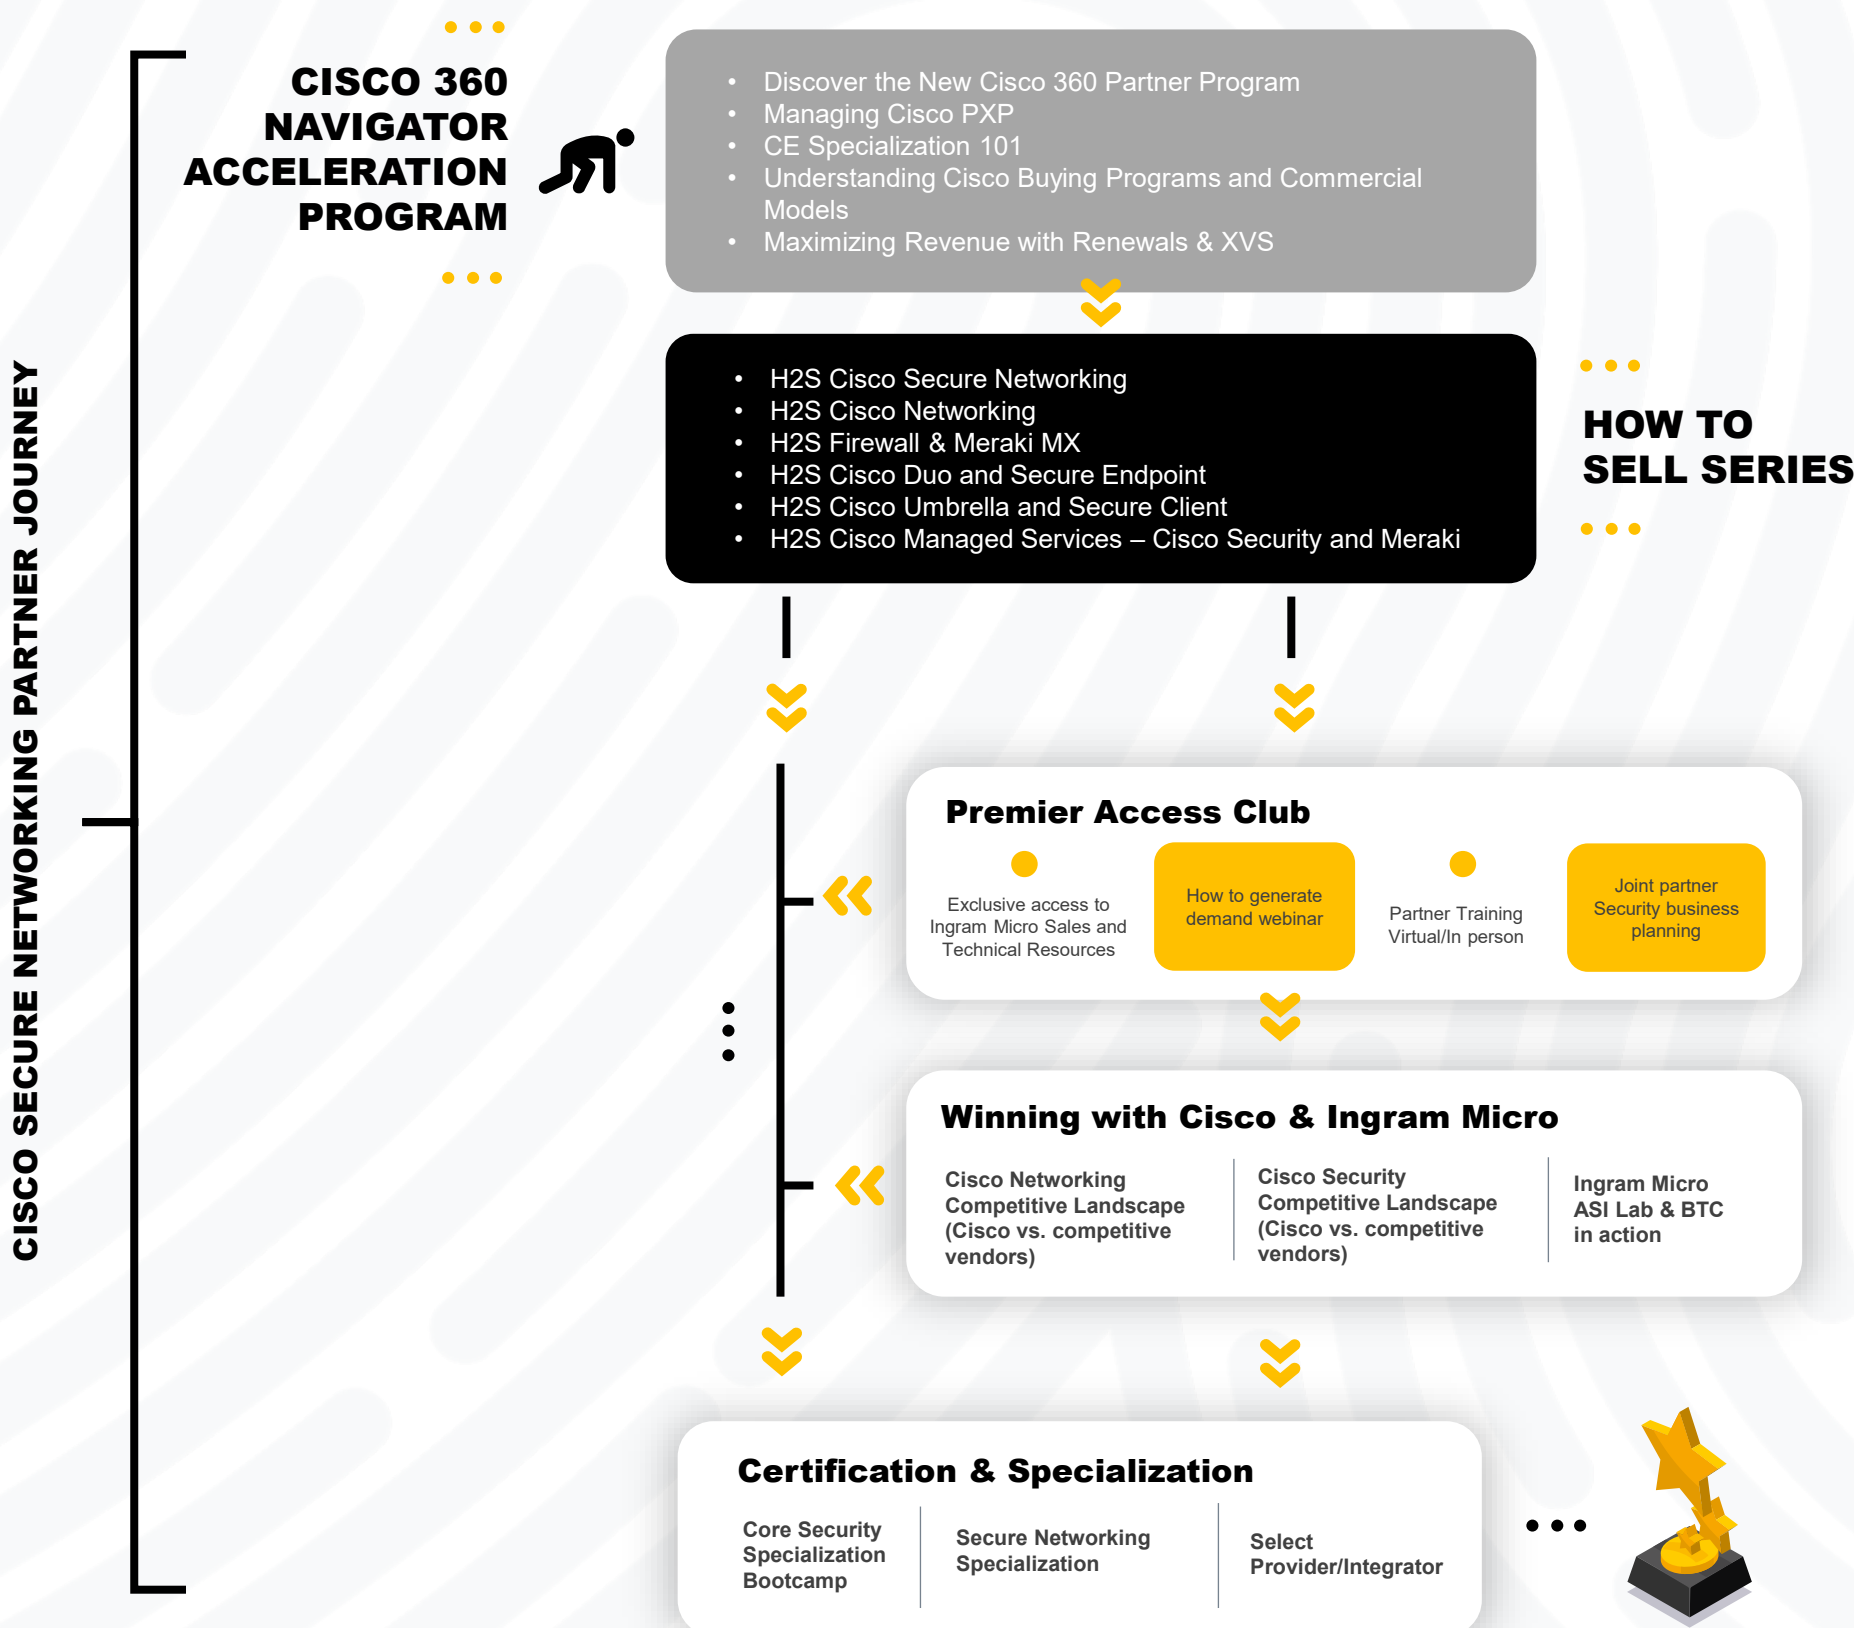 CISCO SECURE NETWORKING PARTNER JOURNEY
CISCO 360
NAVIGATOR
ACCELERATION
PROGRAM
• Discover the New Cisco 360 Partner Program
• Managing Cisco PXP
• CE Specialization 101
• Understanding Cisco Buying Programs and Commercial
Models
• Maximizing Revenue with Renewals & XVS
• H2S Cisco Secure Networking
• H2S Cisco Networking
• H2S Firewall & Meraki MX
• H2S Cisco Duo and Secure Endpoint
• H2S Cisco Umbrella and Secure Client
• H2S Cisco Managed Services – Cisco Security and Meraki
HOW TO
SELL SERIES
Premier Access Club
Exclusive access to
Ingram Micro Sales and
Technical Resources
How to generate
demand webinar
Partner Training
Virtual/In person
Joint partner
Security business
planning
Winning with Cisco & Ingram Micro
Cisco Networking
Competitive Landscape
(Cisco vs. competitive
vendors)
Cisco Security
Competitive Landscape
(Cisco vs. competitive
vendors)
Ingram Micro
ASI Lab & BTC
in action
Certification & Specialization
Core Security
Specialization
Bootcamp
Secure Networking
Specialization
Select
Provider/Integrator